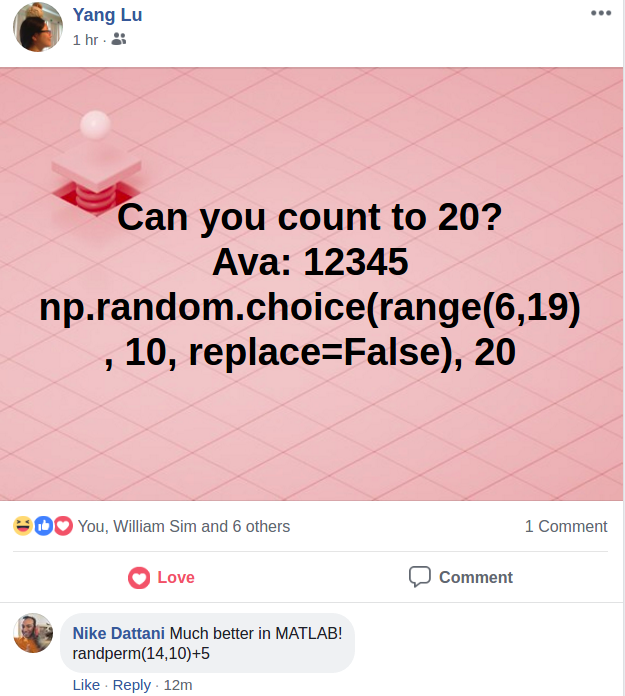 Yang Lu
1 hr ·
Can you count to 20?
Ava: 12345
np.random.choice(range(6,19)
, 10, replace=False), 20
You, William Sim and 6 others
1 Comment
Love
Comment
Nike Dattani Much better in MATLAB!
randperm(14,10)+5
Like · Reply · 12m